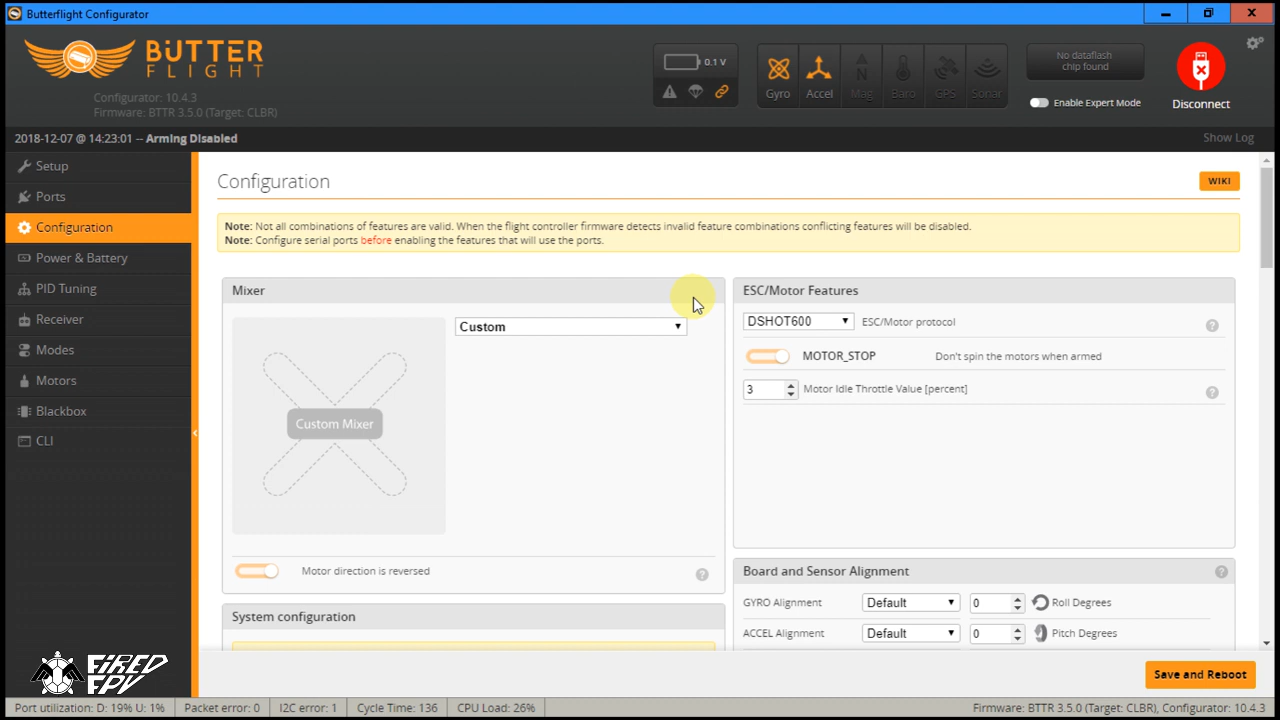 Butterflight Configurator
BUTTER
FLIGHT
Configurator: 10.4.3
Firmware: BTTR 3.5.0 (Target: CLBR)
0.1 V
Gyro
Accel
Mag
Baro
GPS
Sonar
No dataflash
chip found
Enable Expert Mode
Disconnect
2018-12-07 @ 14:23:01 -- Arming Disabled
Show Log
Setup
Ports
Configuration
Power & Battery
PID Tuning
Receiver
Modes
Motors
Blackbox
CLI
Configuration
WIKI
Note: Not all combinations of features are valid. When the flight controller firmware detects invalid feature combinations conflicting features will be disabled.
Note: Configure serial ports before enabling the features that will use the ports.
Mixer
Custom
Custom Mixer
Motor direction is reversed
?
System configuration
ESC/Motor Features
DSHOT600 ESC/Motor protocol ?
MOTOR_STOP Don't spin the motors when armed
3 Motor Idle Throttle Value [percent] ?
Board and Sensor Alignment ?
GYRO Alignment Default 0 Roll Degrees
ACCEL Alignment Default 0 Pitch Degrees
FIRED
FPV
Save and Reboot
Port utilization: D: 19% U: 1% Packet error: 0 I2C error: 1 Cycle Time: 136 CPU Load: 26% Firmware: BTTR 3.5.0 (Target: CLBR), Configurator: 10.4.3